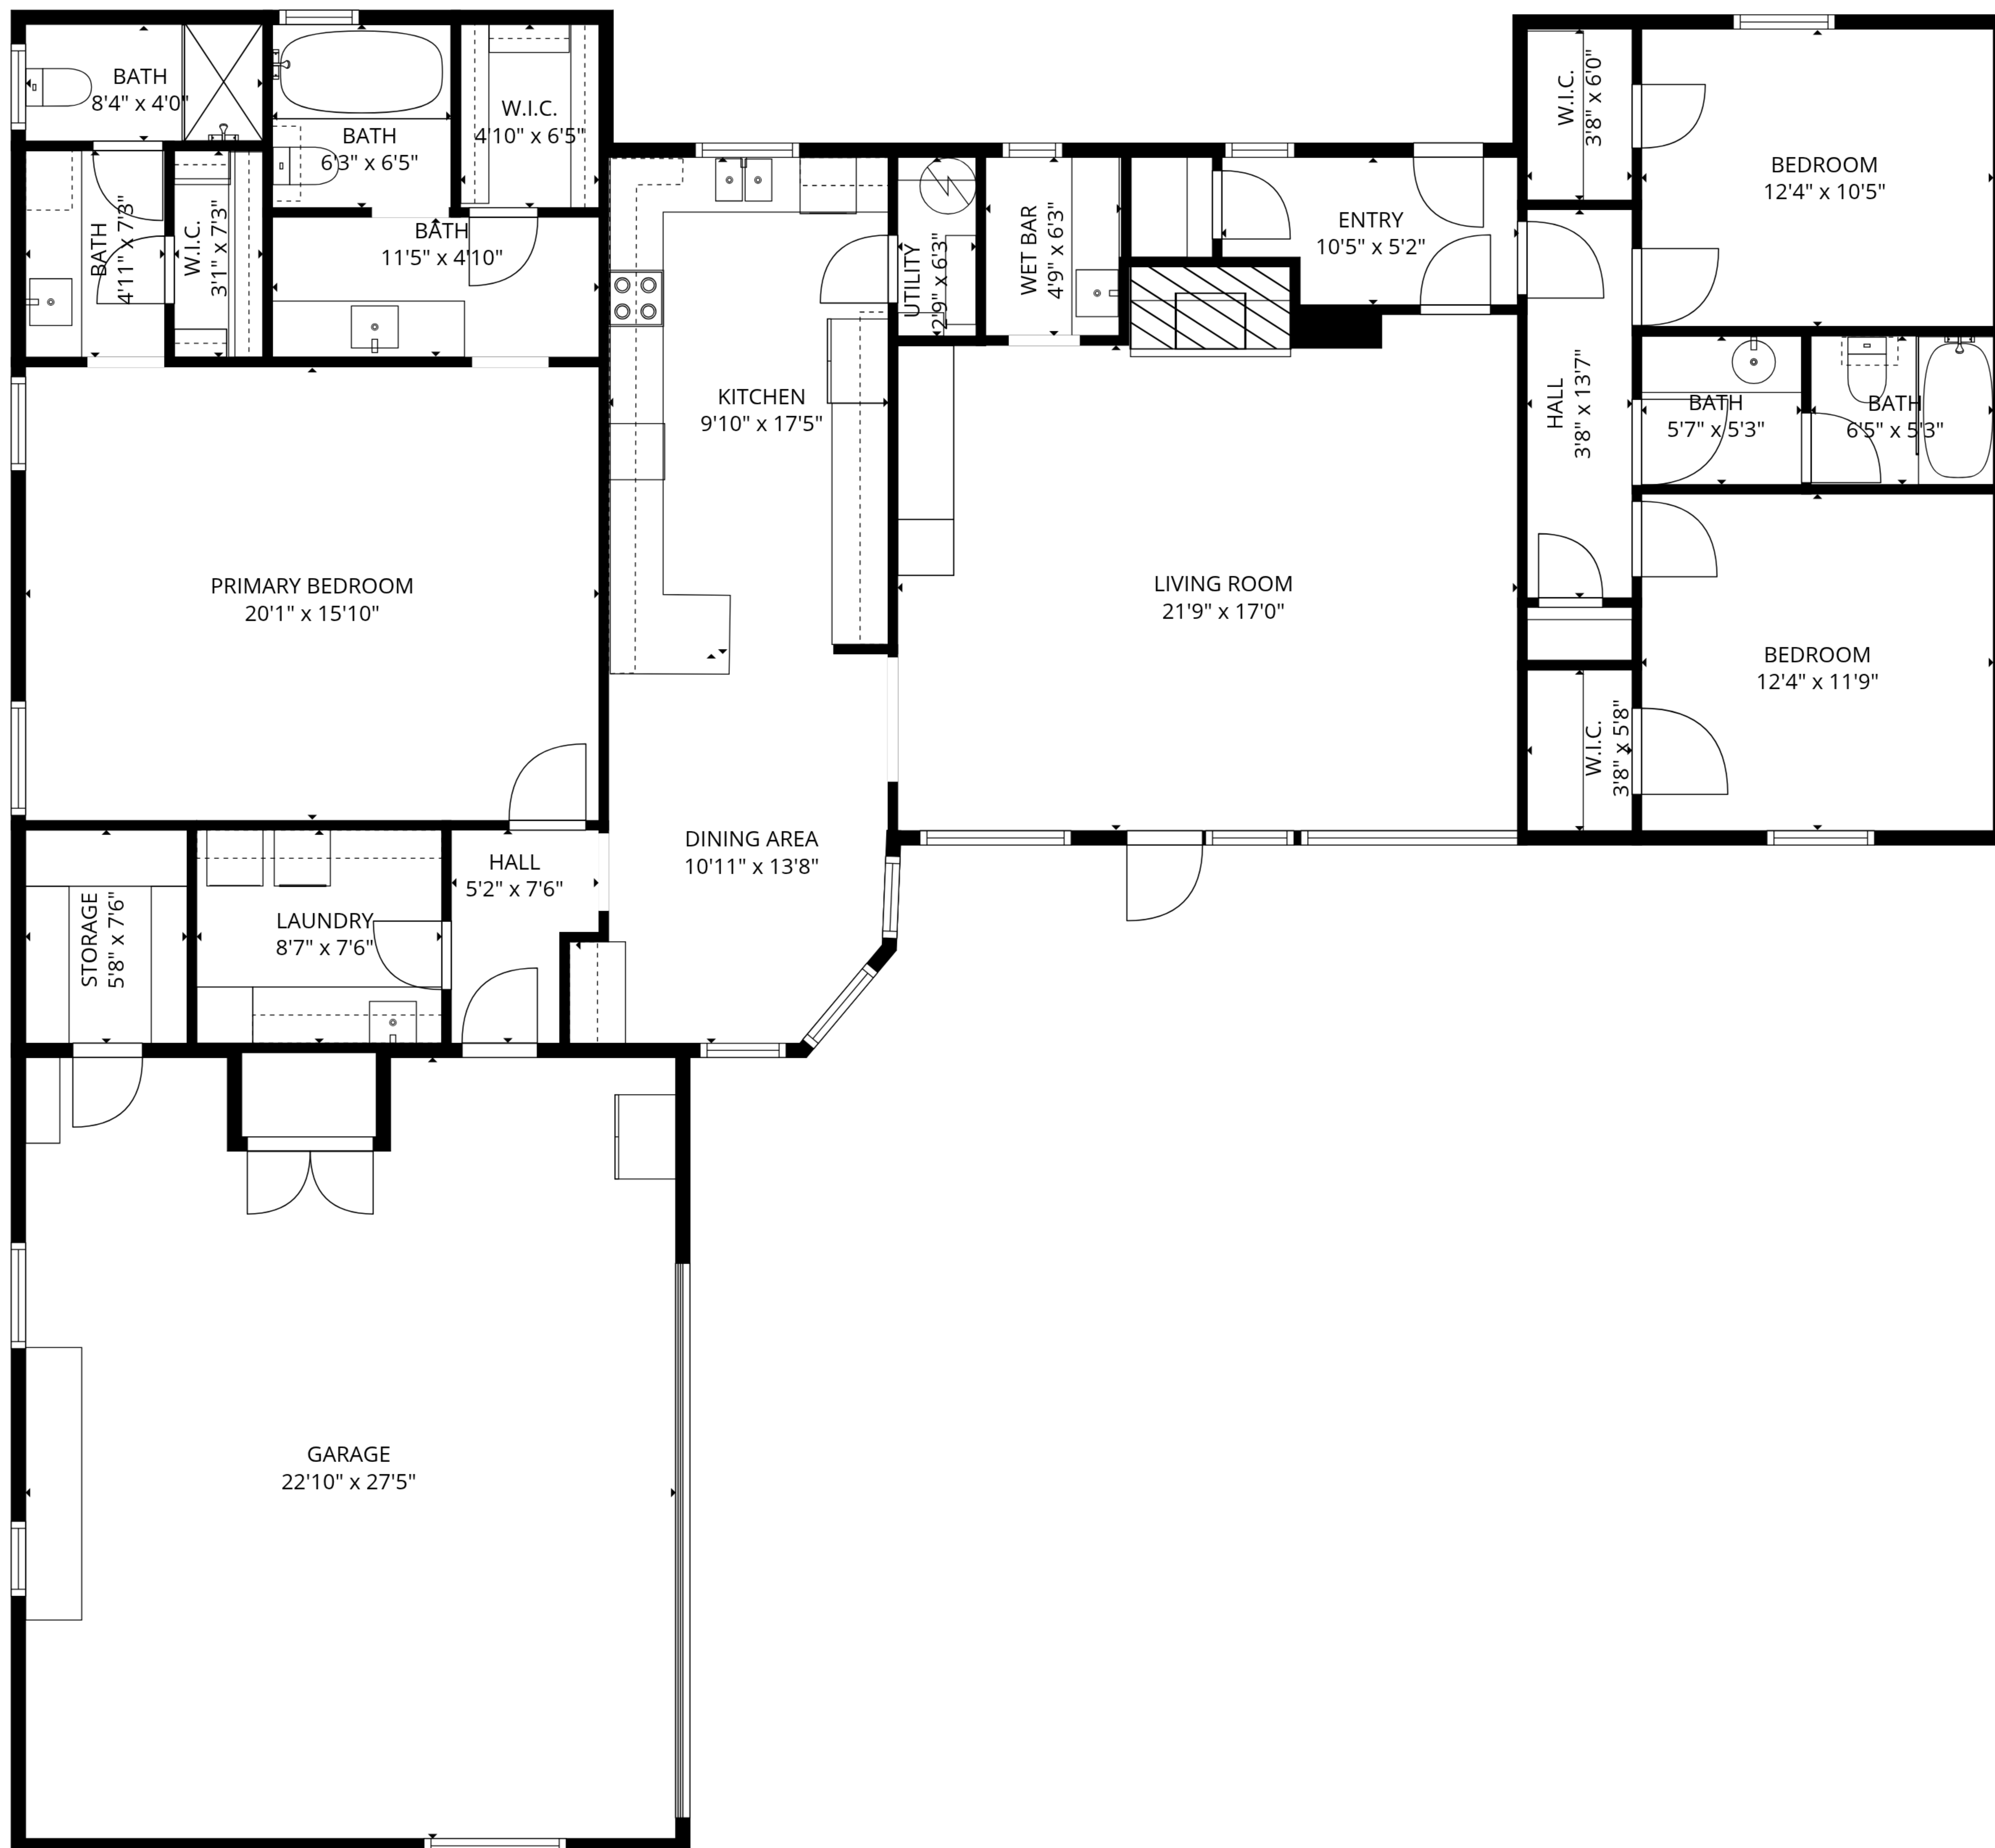 BATH
8'4" x 4'0"
BATH
6'3" x 6'5"
W.I.C.
4'10" x 6'5"
BATH
4'11" x 7'3"
W.I.C.
3'1" x 7'3"
BATH
11'5" x 4'10"
UTILITY
2'9" x 6'3"
WET BAR
4'9" x 6'3"
ENTRY
10'5" x 5'2"
W.I.C.
3'8" x 6'0"
BEDROOM
12'4" x 10'5"
KITCHEN
9'10" x 17'5"
HALL
3'8" x 13'7"
BATH
5'7" x 5'3"
BATH
6'5" x 5'3"
PRIMARY BEDROOM
20'1" x 15'10"
LIVING ROOM
21'9" x 17'0"
BEDROOM
12'4" x 11'9"
W.I.C.
3'8" x 5'8"
DINING AREA
10'11" x 13'8"
HALL
5'2" x 7'6"
LAUNDRY
8'7" x 7'6"
STORAGE
5'8" x 7'6"
GARAGE
22'10" x 27'5"